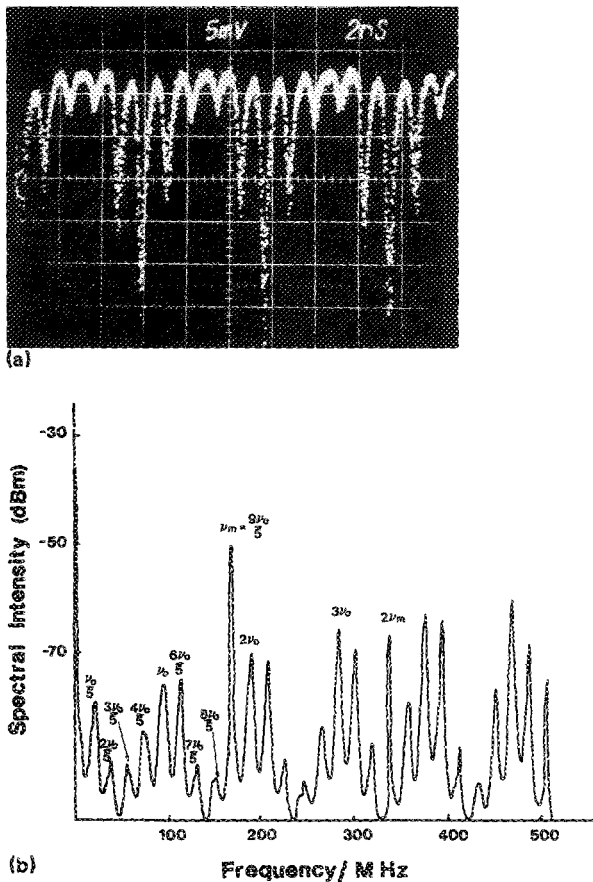 5mV 2nS
(a)
-30
-50
-70
Spectral Intensity (dBm)
ν₀/5
2ν₀/5
3ν₀/5
4ν₀/5
ν₀
6ν₀/5
7ν₀/5
8ν₀/5
νm = 9ν₀/5
2ν₀
3ν₀
2νm
100 200 300 400 500
(b)
Frequency/ M Hz